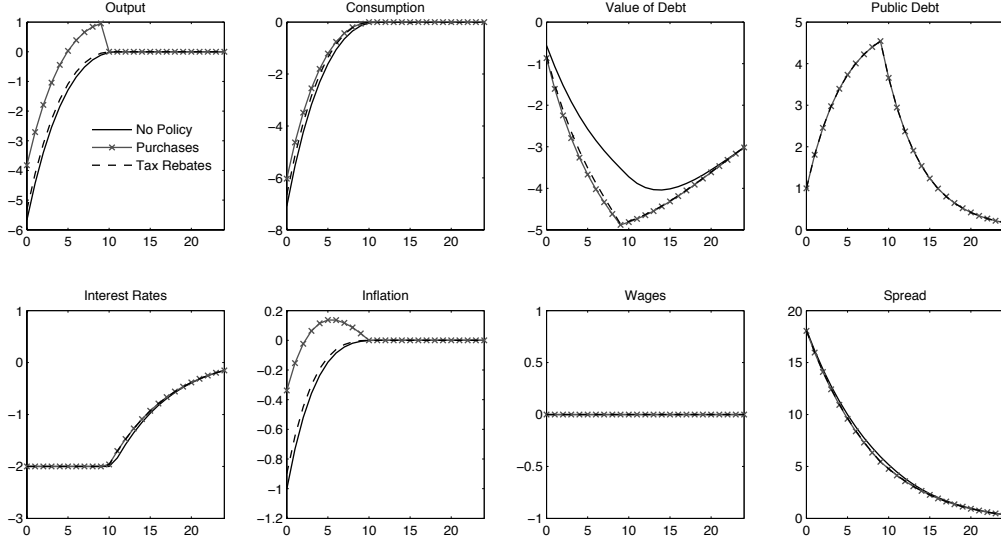 Output
Consumption
Value of Debt
Public Debt
1
0
−1
−2
−3
−4
−5
−6
0 5 10 15 20
No Policy
Purchases
Tax Rebates
0
−2
−4
−6
−8
0 5 10 15 20
0
−1
−2
−3
−4
−5
0 5 10 15 20
5
4
3
2
1
0
0 5 10 15 20
Interest Rates
Inflation
Wages
Spread
1
0
−1
−2
−3
0 5 10 15 20
0.2
0
−0.2
−0.4
−0.6
−0.8
−1
−1.2
0 5 10 15 20
1
0.5
0
−0.5
−1
0 5 10 15 20
20
15
10
5
0
0 5 10 15 20